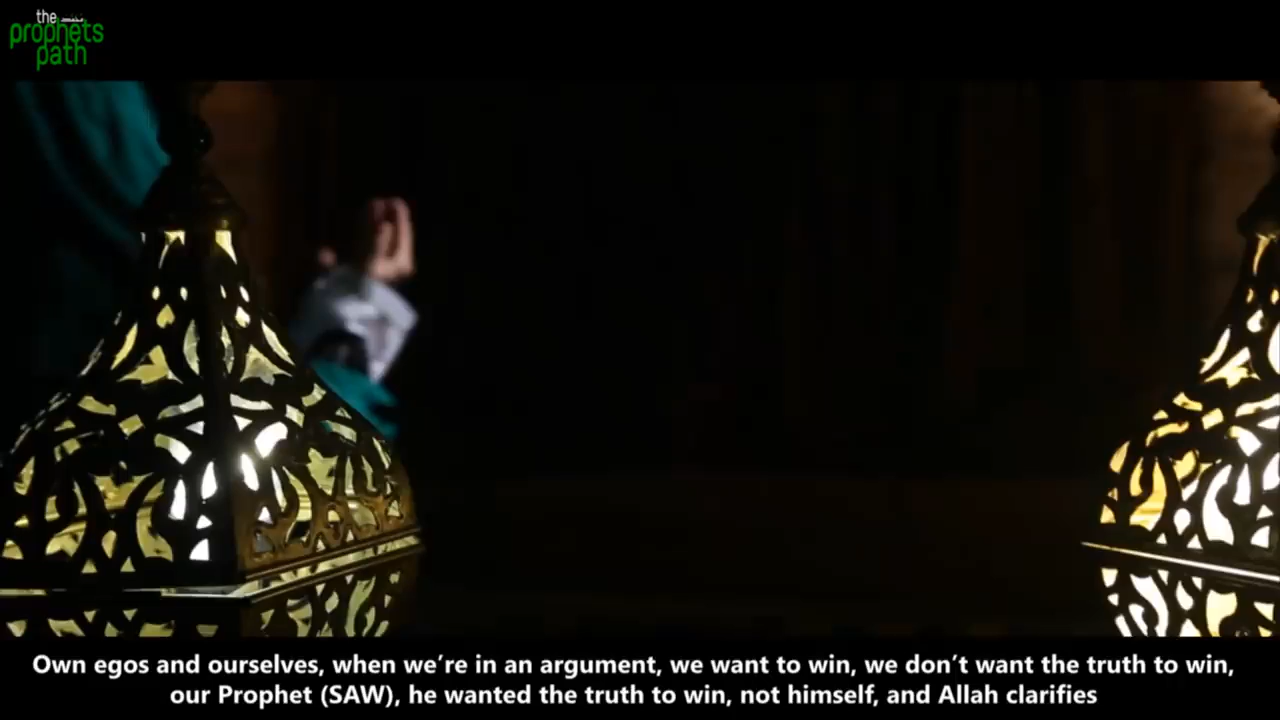 the
prophets
path
Own egos and ourselves, when we’re in an argument, we want to win, we don’t want the truth to win,
our Prophet (SAW), he wanted the truth to win, not himself, and Allah clarifies